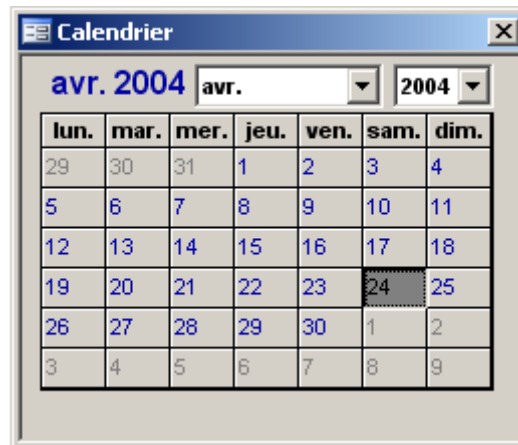 Calendrier
avr. 2004 avr. 2004
lun. mar. mer. jeu. ven. sam. dim.
29 30 31 1 2 3 4
5 6 7 8 9 10 11
12 13 14 15 16 17 18
19 20 21 22 23 24 25
26 27 28 29 30 1 2
3 4 5 6 7 8 9